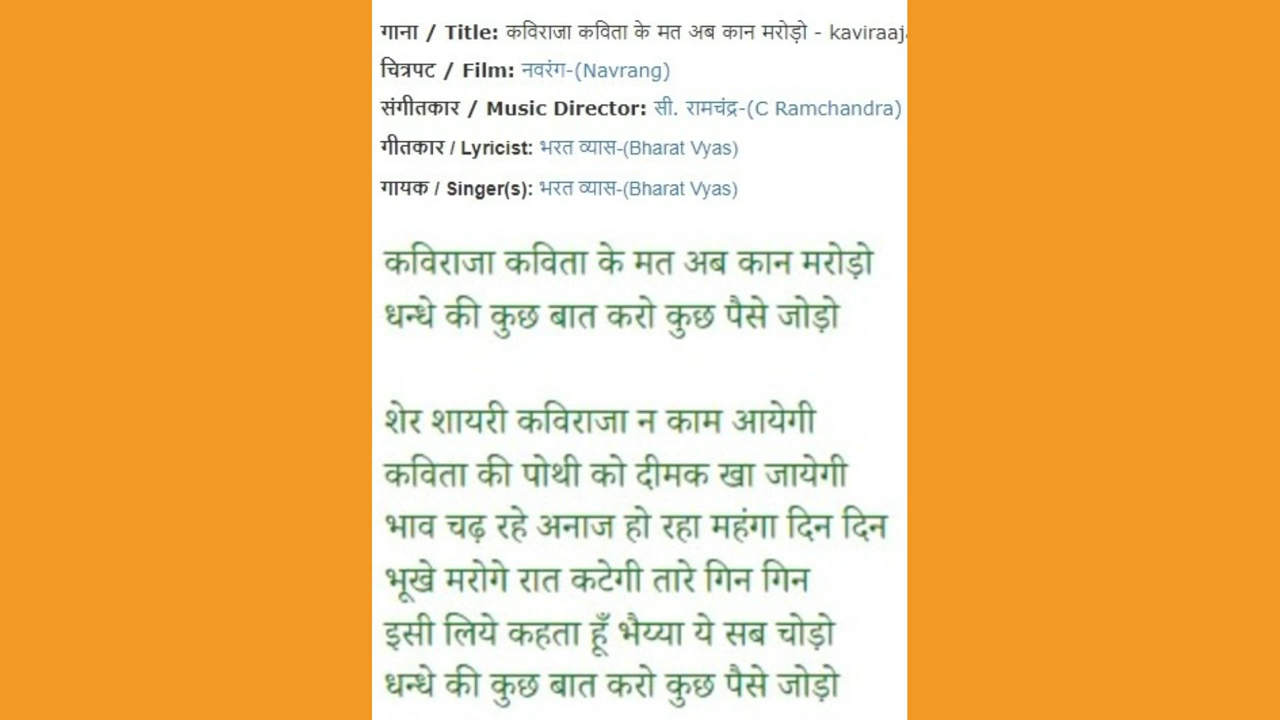 गाना / Title: कविराजा कविता के मत अब कान मरोड़ो - kaviraaja
चित्रपट / Film: नवरंग-(Navrang)
संगीतकार / Music Director: सी. रामचंद्र-(C Ramchandra)
गीतकार / Lyricist: भरत व्यास-(Bharat Vyas)
गायक / Singer(s): भरत व्यास-(Bharat Vyas)
कविराजा कविता के मत अब कान मरोड़ो
धन्धे की कुछ बात करो कुछ पैसे जोड़ो
शेर शायरी कविराजा न काम आयेगी
कविता की पोथी को दीमक खा जायेगी
भाव चढ़ रहे अनाज हो रहा महंगा दिन दिन
भूखे मरोगे रात कटेगी तारे गिन गिन
इसी लिये कहता हूँ भैय्या ये सब चोड़ो
धन्धे की कुछ बात करो कुछ पैसे जोड़ो